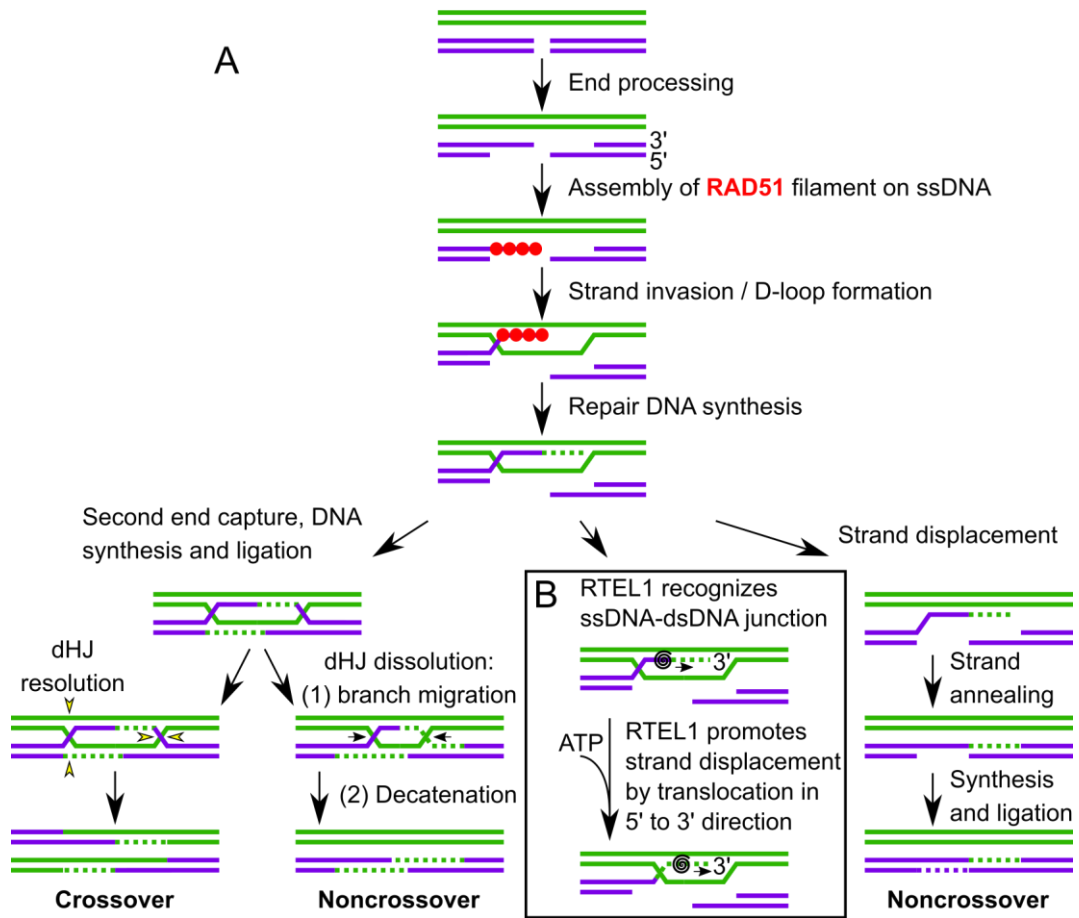 A
End processing
3'
5'
Assembly of RAD51 filament on ssDNA
Strand invasion / D-loop formation
Repair DNA synthesis
Second end capture, DNA
synthesis and ligation
Strand displacement
dHJ
resolution
dHJ dissolution:
(1) branch migration
(2) Decatenation
Crossover
Noncrossover
B
RTEL1 recognizes
ssDNA-dsDNA junction
3'
ATP
RTEL1 promotes
strand displacement
by translocation in
5' to 3' direction
3'
Strand
annealing
Synthesis
and ligation
Noncrossover